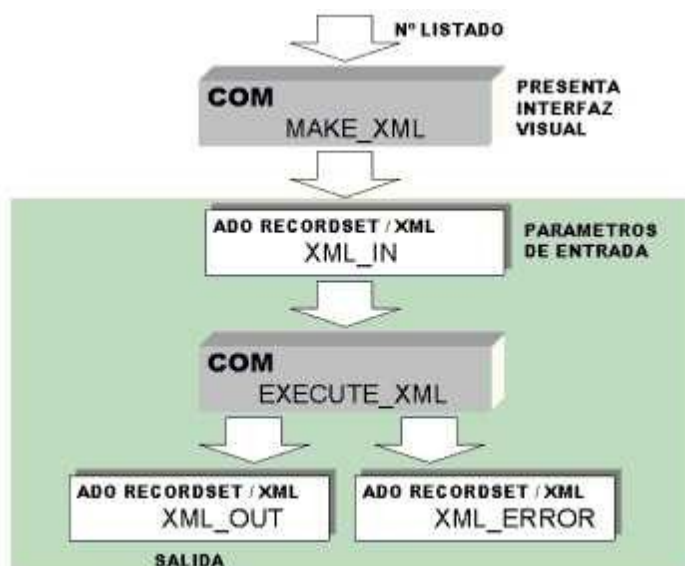 Nº LISTADO
COM
MAKE_XML
PRESENTA
INTERFAZ
VISUAL
ADO RECORDSET / XML
XML_IN
PARAMETROS
DE ENTRADA
COM
EXECUTE_XML
ADO RECORDSET / XML
XML_OUT
ADO RECORDSET / XML
XML_ERROR
SALIDA